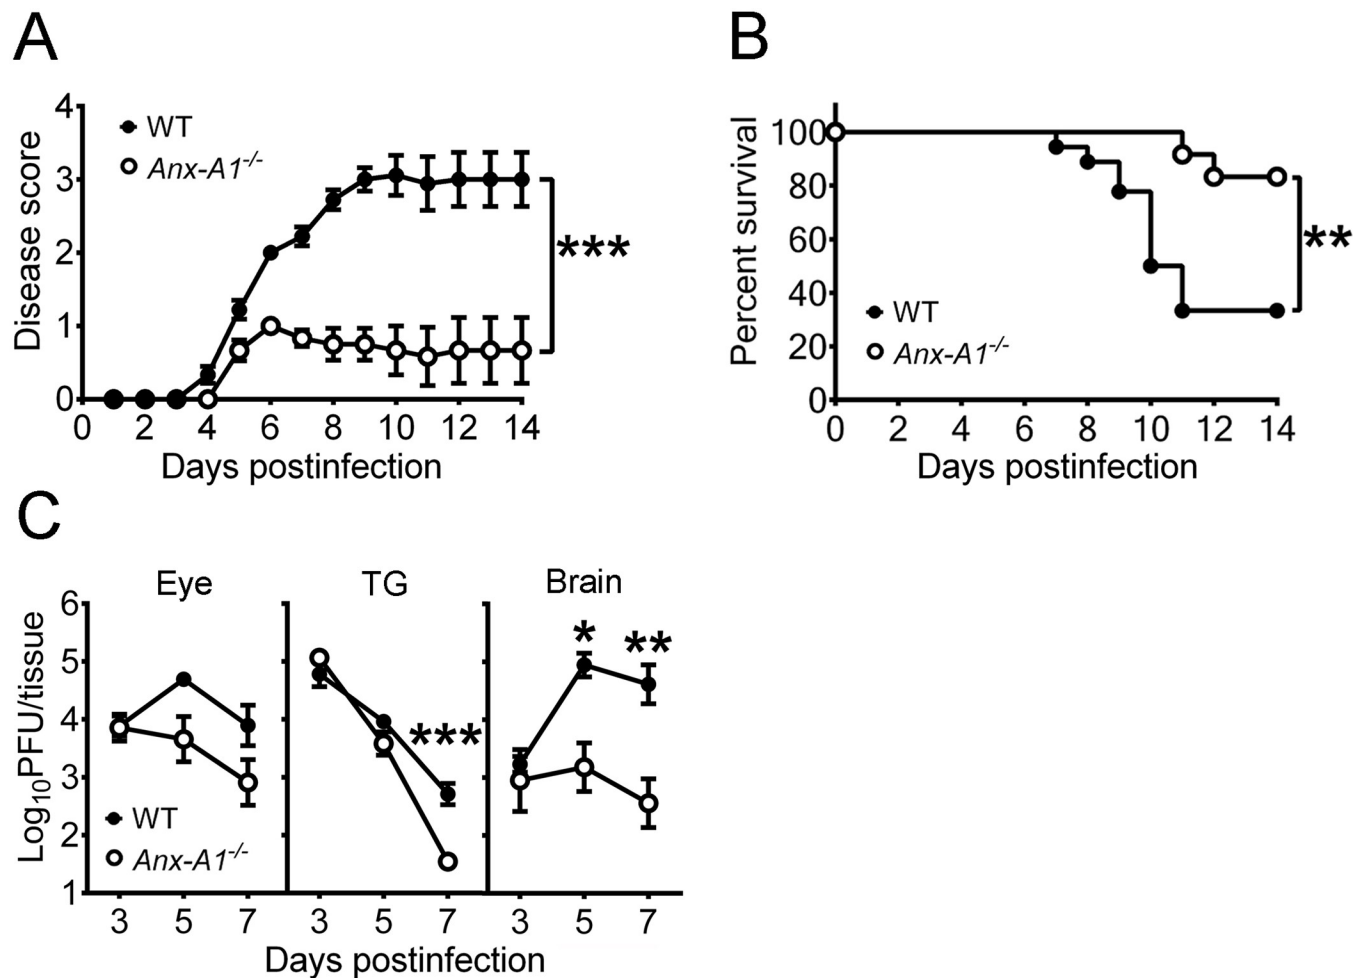 A
B
4
3
2
1
0
Disease score
WT
Anx-A1-/-
***
0 2 4 6 8 10 12 14
Days postinfection
100
80
60
40
20
0
Percent survival
WT
Anx-A1-/-
**
0 2 4 6 8 10 12 14
Days postinfection
C
Eye TG Brain
6
5
4
3
2
1
Log10PFU/tissue
WT
Anx-A1-/-
***
*
**
3 5 7 3 5 7 3 5 7
Days postinfection